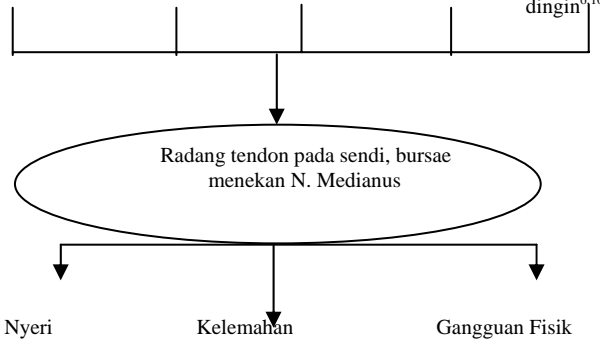 dingin
Radang tendon pada sendi, bursae
menekan N. Medianus
Nyeri Kelemahan Gangguan Fisik